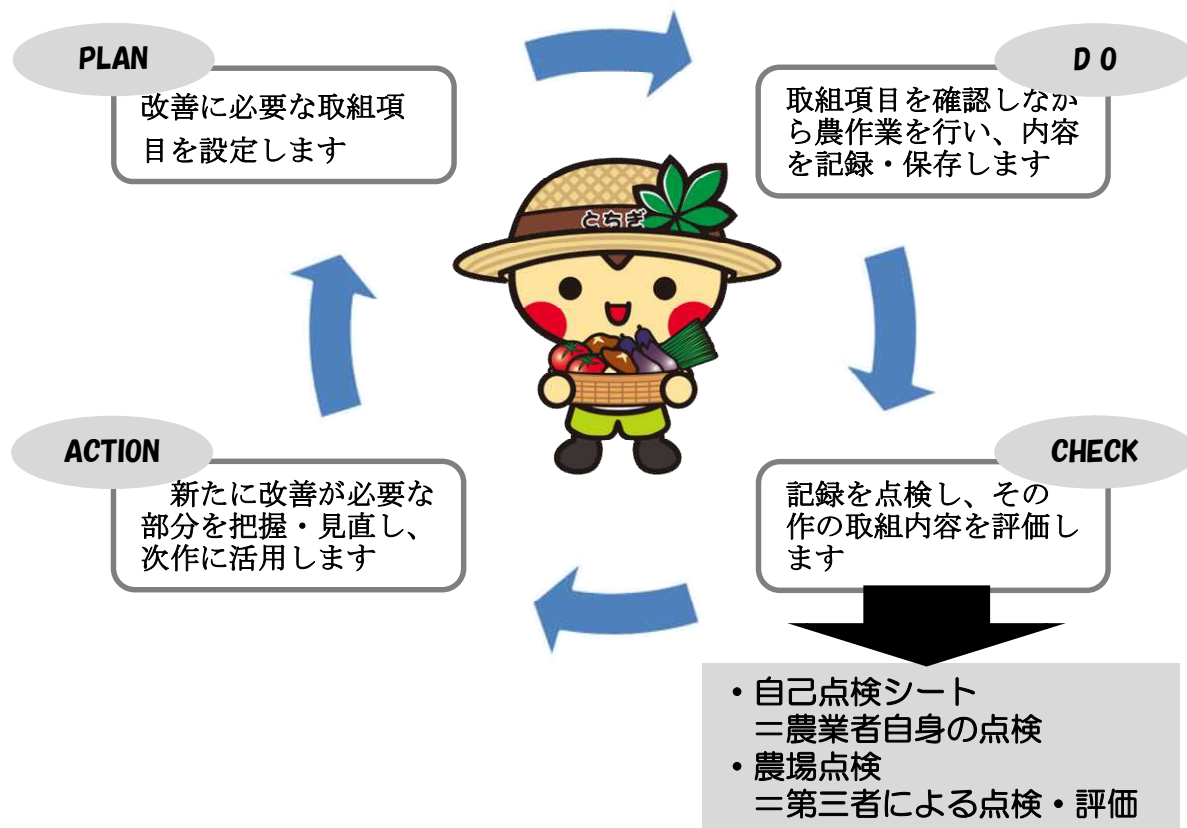 PLAN
改善に必要な取組項
目を設定します
DO
取組項目を確認しなが
ら農作業を行い、内容
を記録・保存します
とちぎ
ACTION
新たに改善が必要な
部分を把握・見直し、
次作に活用します
CHECK
記録を点検し、その
作の取組内容を評価し
ます
・自己点検シート
＝農業者自身の点検
・農場点検
＝第三者による点検・評価